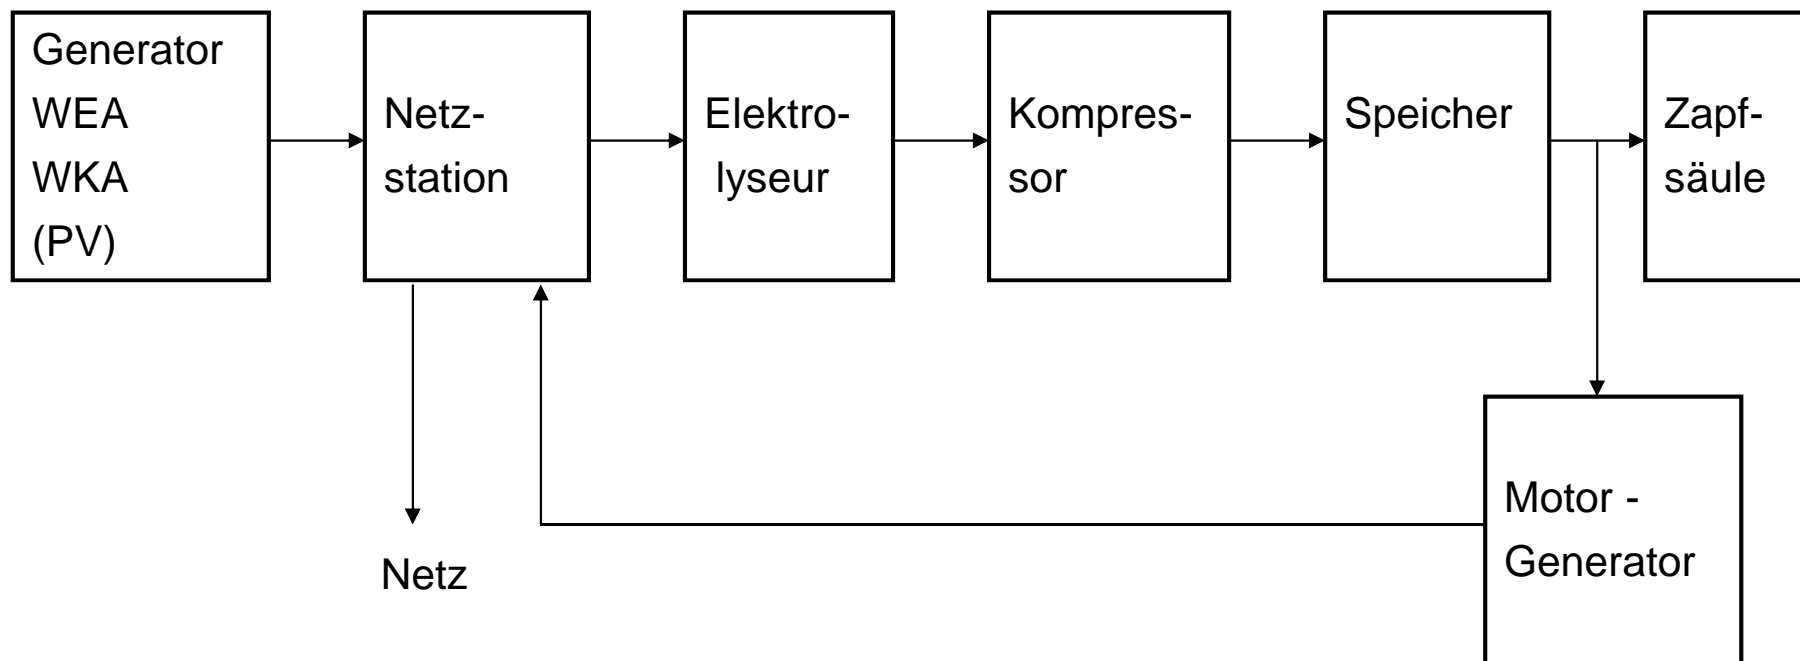 Generator
WEA
WKA
(PV)
Netz-
station
Elektro-
lyseur
Kompres-
sor
Speicher
Zapf-
säule
Netz
Motor -
Generator